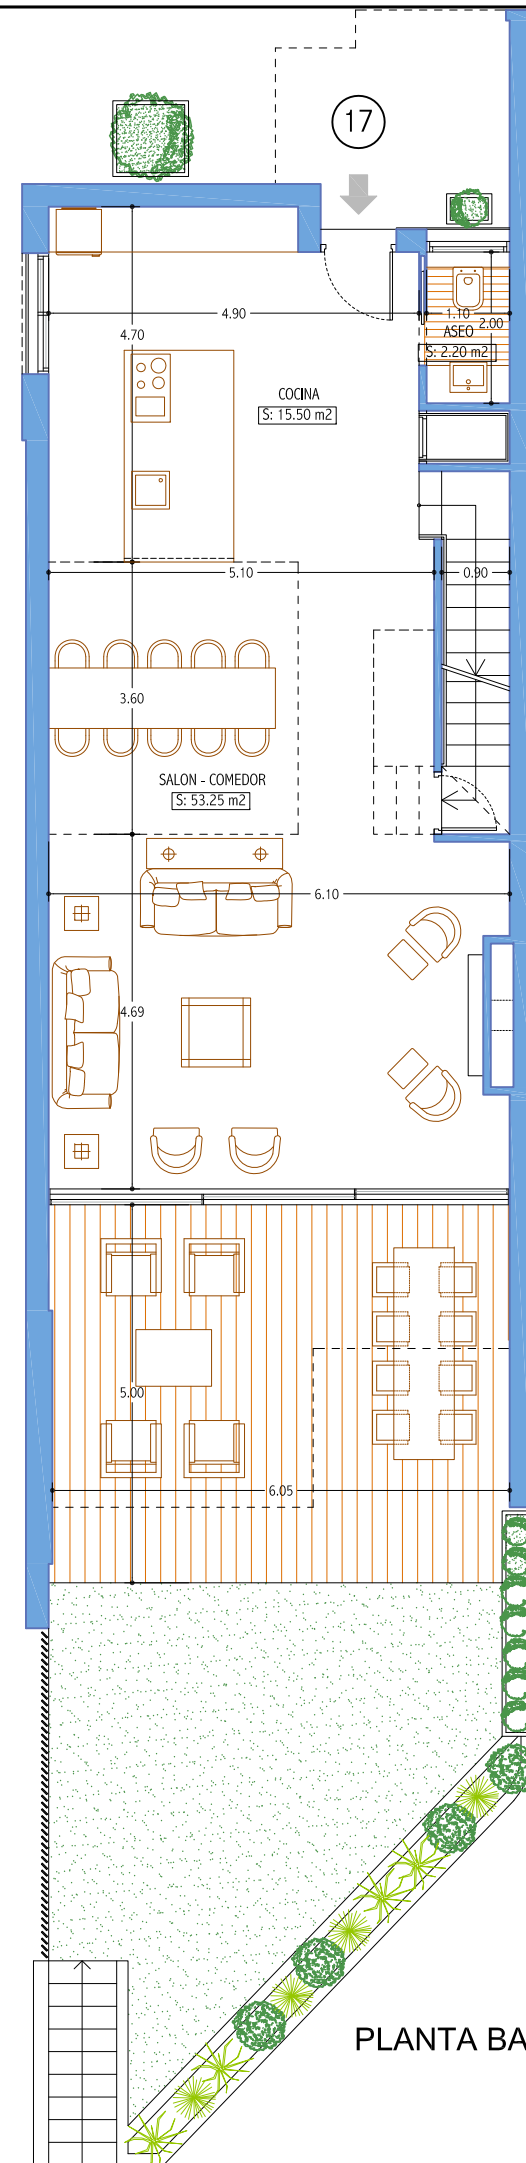 17
4.90
4.70
1.10
2.00
ASEO
S: 2.20 m2
COCINA
S: 15.50 m2
5.10
0.90
3.60
SALON - COMEDOR
S: 53.25 m2
6.10
4.69
5.00
6.05
PLANTA BA